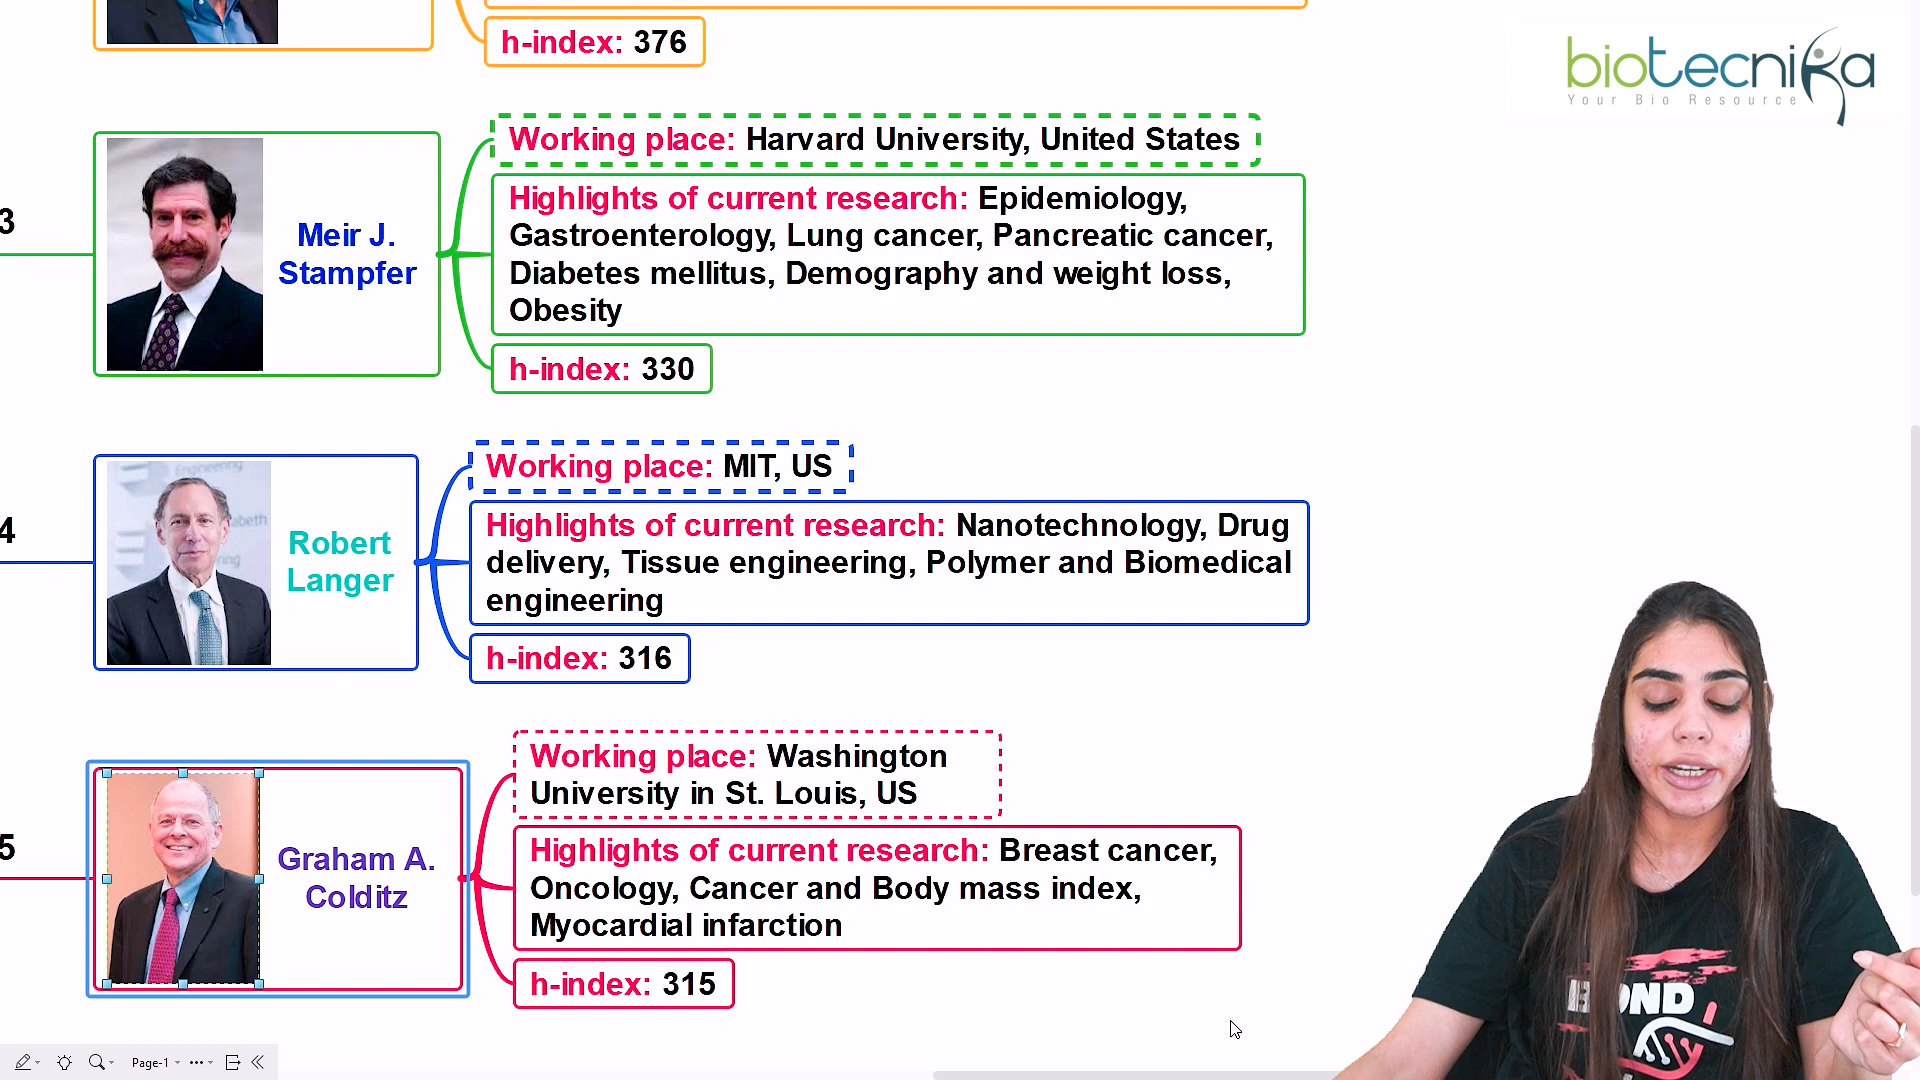 h-index: 376
biotecnika
Your Bio Resource
Working place: Harvard University, United States
3
Meir J.
Stampfer
Highlights of current research: Epidemiology,
Gastroenterology, Lung cancer, Pancreatic cancer,
Diabetes mellitus, Demography and weight loss,
Obesity
h-index: 330
Working place: MIT, US
4
Robert
Langer
Highlights of current research: Nanotechnology, Drug
delivery, Tissue engineering, Polymer and Biomedical
engineering
h-index: 316
Working place: Washington
University in St. Louis, US
5
Graham A.
Colditz
Highlights of current research: Breast cancer,
Oncology, Cancer and Body mass index,
Myocardial infarction
h-index: 315
Page-1